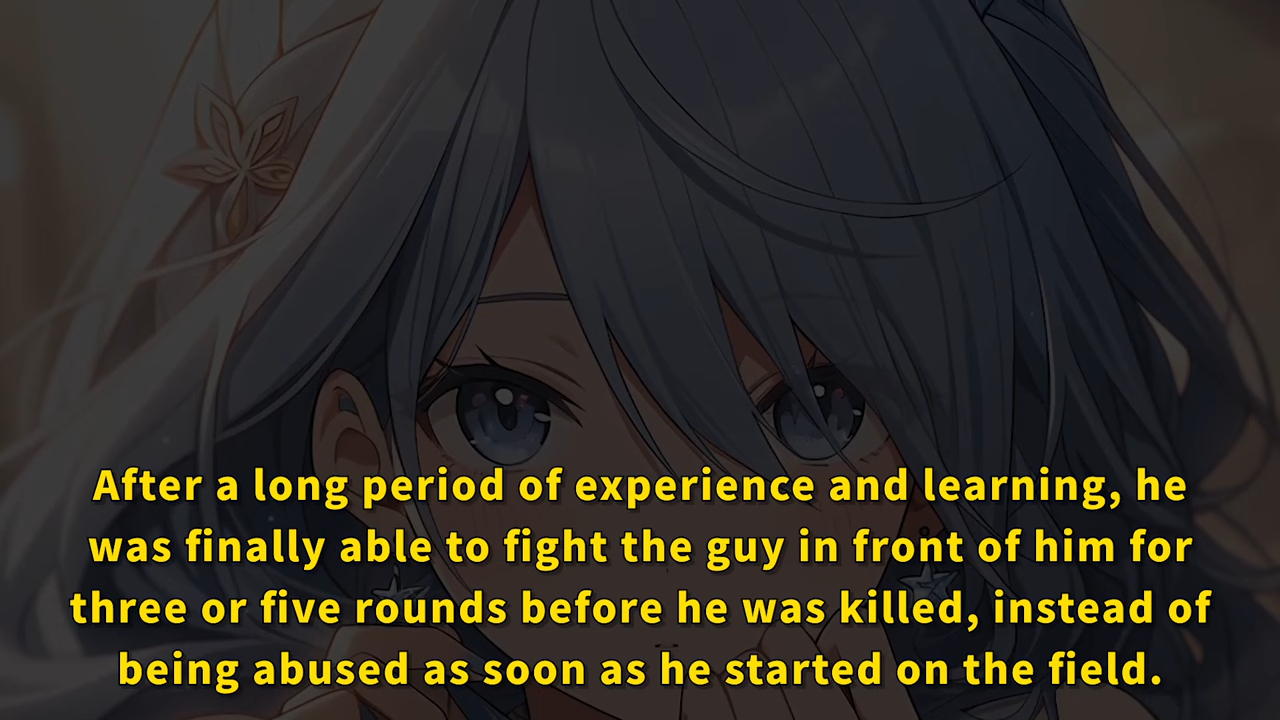 After a long period of experience and learning, he
was finally able to fight the guy in front of him for
three or five rounds before he was killed, instead of
being abused as soon as he started on the field.